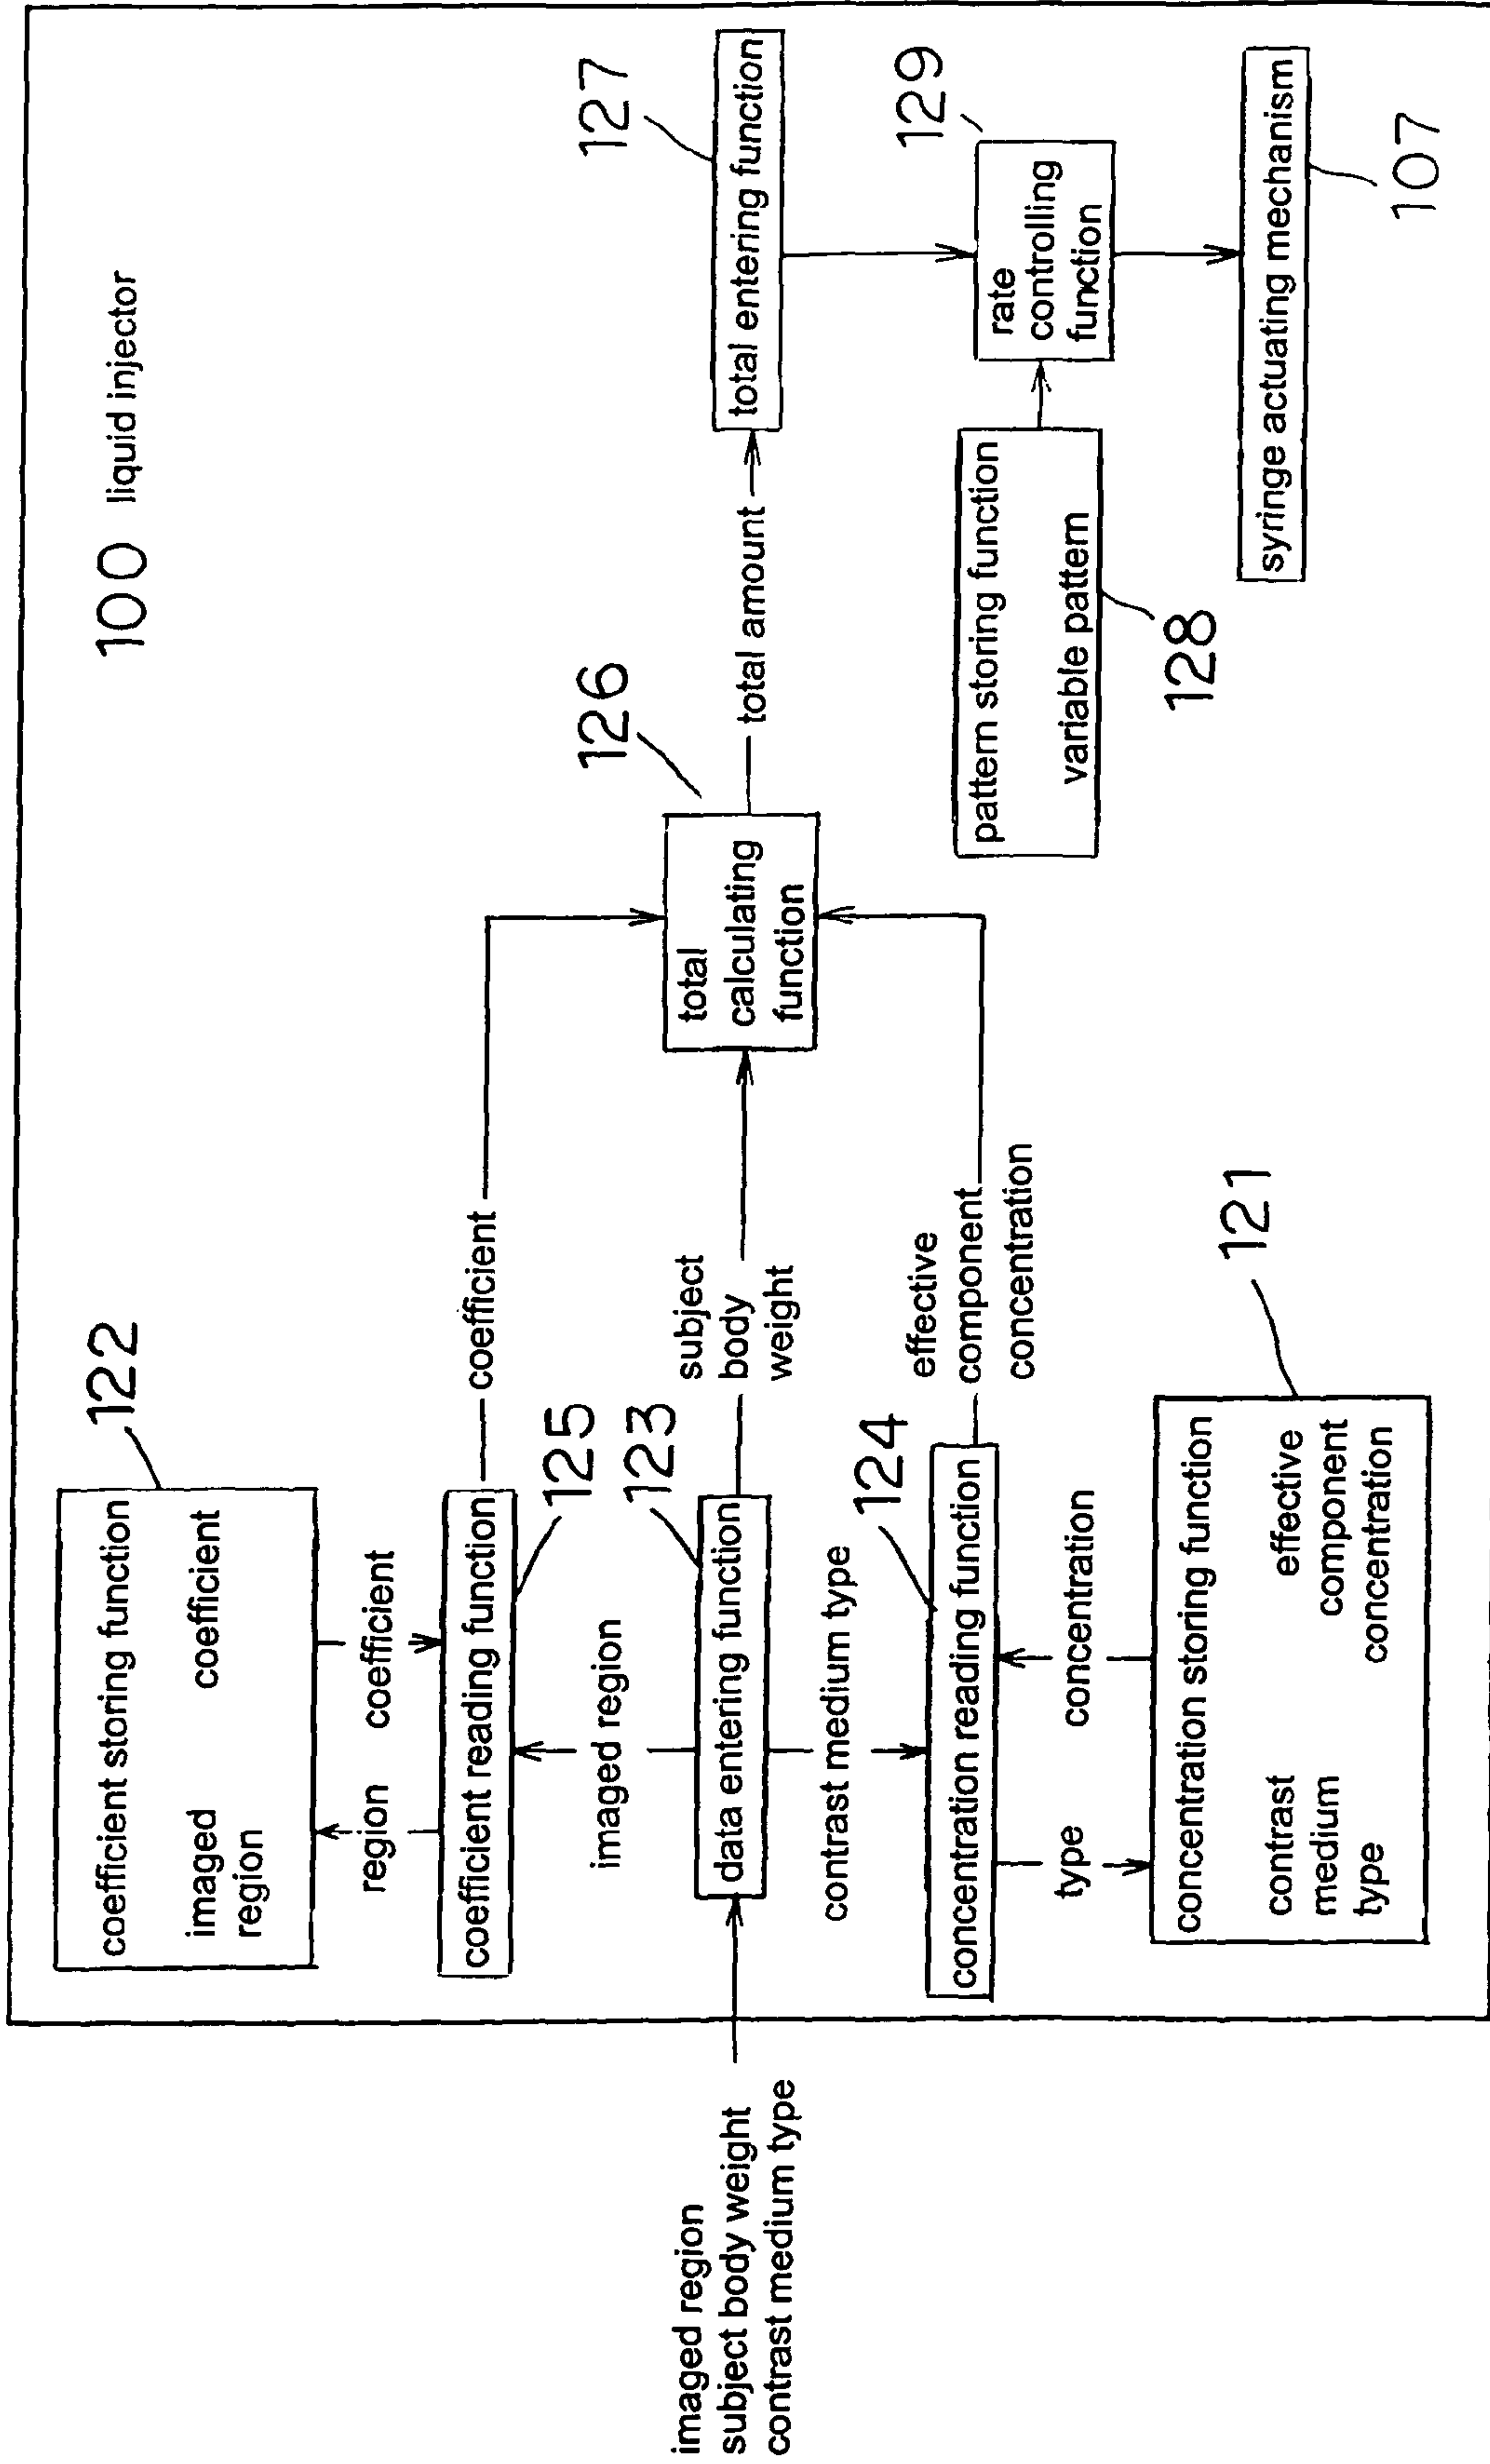 100 liquid injector
122
coefficient storing function
imaged
region
coefficient
region
coefficient
coefficient reading function
125
coefficient
imaged region
imaged region
subject body weight
contrast medium type
data entering function
123
subject
body
weight
contrast medium type
concentration reading function
124
effective
component
concentration
type
concentration
concentration storing function
contrast
medium
type
effective
component
concentration
121
total
calculating
function
126
total amount
total entering function
127
pattern storing function
variable pattern
128
rate
controlling
function
129
syringe actuating mechanism
107